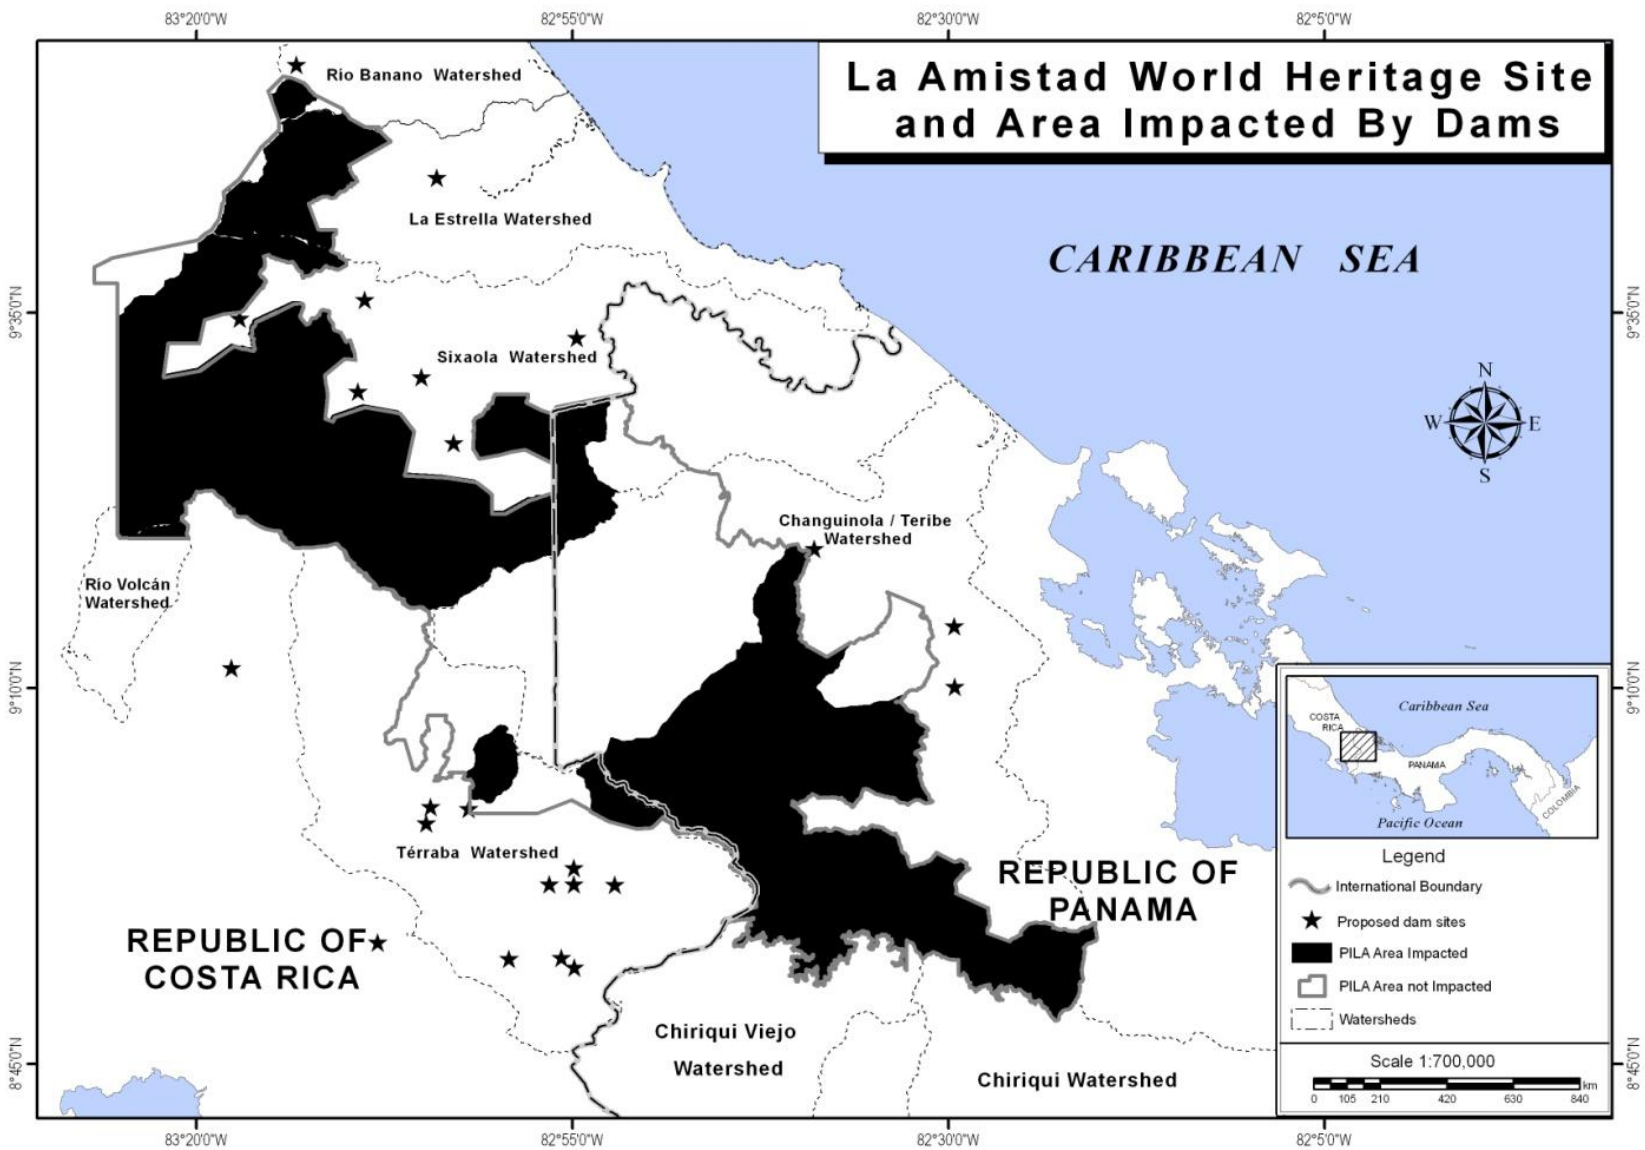 83°20'0"W 82°55'0"W 82°30'0"W 82°5'0"W
La Amistad World Heritage Site
and Area Impacted By Dams
Río Banano Watershed
La Estrella Watershed
CARIBBEAN SEA
9°35'0"N 9°35'0"N
Sixaola Watershed
N
W E
S
Changuinola / Teribe
Watershed
Río Volcán
Watershed
9°10'0"N 9°10'0"N
Caribbean Sea
COSTA
RICA
PANAMA
COLOMBIA
Pacific Ocean
Térraba Watershed
REPUBLIC OF
PANAMA
REPUBLIC OF
COSTA RICA
Chiriqui Viejo
Watershed
Chiriqui Watershed
Legend
International Boundary
Proposed dam sites
PILA Area Impacted
PILA Area not Impacted
Watersheds
Scale 1:700,000
km
0 105 210 420 630 840
8°45'0"N 8°45'0"N
83°20'0"W 82°55'0"W 82°30'0"W 82°5'0"W